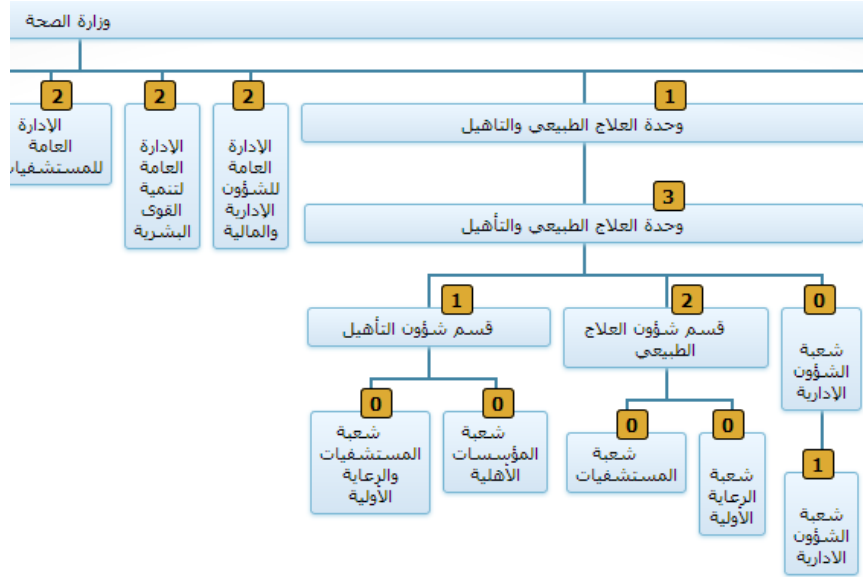 وزارة الصحة
1
وحدة العلاج الطبيعي والتاهيل
2
الإدارة
العامة
للشؤون
الإدارية
والمالية
2
الإدارة
العامة
لتنمية
القوى
البشرية
2
الإدارة
العامة
للمستشفيات
3
وحدة العلاج الطبيعي والتأهيل
0
شعبة
الشؤون
الإدارية
2
قسم شؤون العلاج
الطبيعي
1
قسم شؤون التأهيل
1
شعبة
الشؤون
الادارية
0
شعبة
الرعاية
الأولية
0
شعبة
المستشفيات
0
شعبة
المؤسسات
الأهلية
0
شعبة
المستشفيات
والرعاية
الأولية